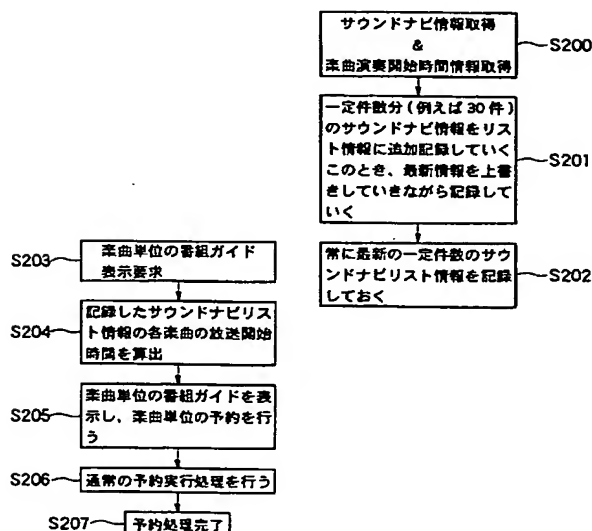 サウンドナビ情報取得
&
楽曲演奏開始時間情報取得
S200
一定件数分(例えば30件)
のサウンドナビ情報をリス
ト情報に追加記録していく
このとき、最新情報を上書
きしていきながら記録して
いく
S201
常に最新の一定件数のサウ
ンドナビリスト情報を記録
しておく
S202
S203
楽曲単位の番組ガイド
表示要求
S204
記録したサウンドナビリス
ト情報の各楽曲の放送開始
時間を算出
S205
楽曲単位の番組ガイドを表
示し、楽曲単位の予約を行
う
S206
通常の予約実行処理を行う
S207
予約処理完了